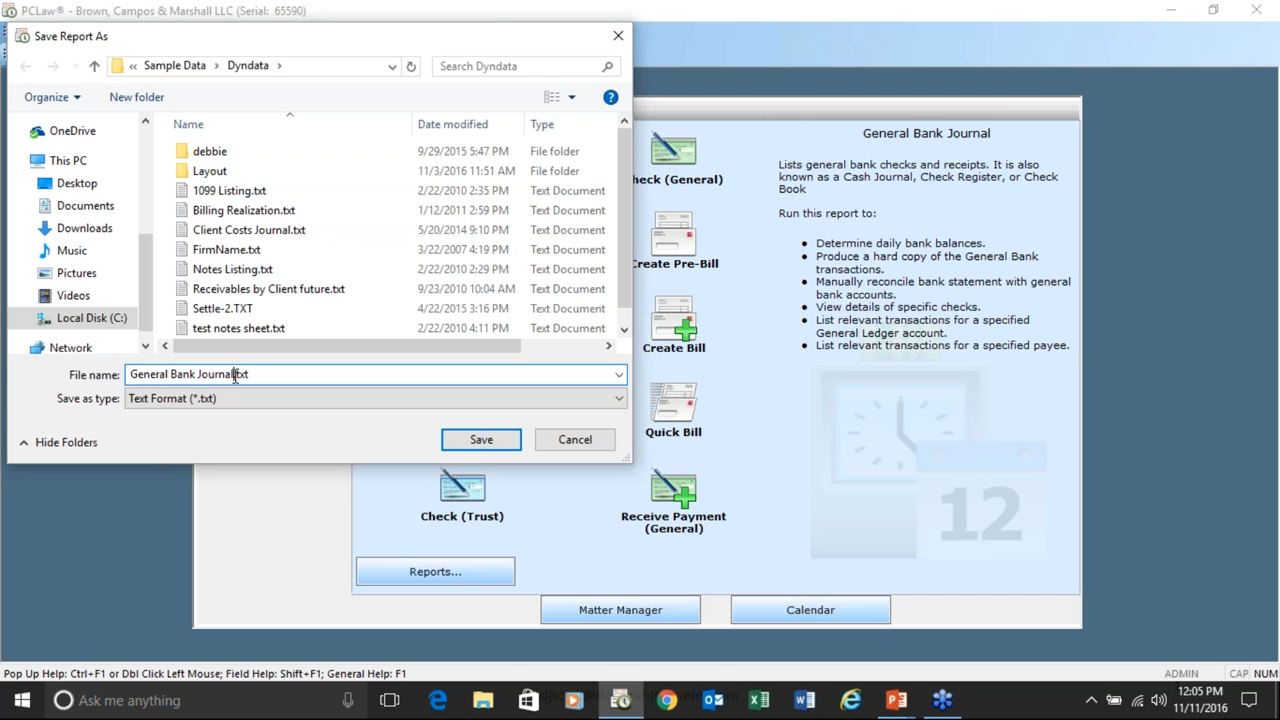 PCLaw® - Brown, Campos & Marshall LLC (Serial: 65590)
Save Report As
« Sample Data › Dyndata ›
Search Dyndata
Organize
New folder
Name
Date modified
Type
OneDrive
This PC
Desktop
Documents
Downloads
Music
Pictures
Videos
Local Disk (C:)
Network
debbie 9/29/2015 5:47 PM File folder
Layout 11/3/2016 11:51 AM File folder
1099 Listing.txt 2/22/2010 2:35 PM Text Document
Billing Realization.txt 1/12/2011 2:59 PM Text Document
Client Costs Journal.txt 5/20/2014 9:10 PM Text Document
FirmName.txt 3/22/2007 4:19 PM Text Document
Notes Listing.txt 2/22/2010 2:29 PM Text Document
Receivables by Client future.txt 9/23/2010 10:04 AM Text Document
Settle-2.TXT 4/22/2015 3:16 PM Text Document
test notes sheet.txt 2/22/2010 4:11 PM Text Document
File name: General Bank Journal.txt
Save as type: Text Format (*.txt)
Hide Folders
Save
Cancel
heck (General)
Create Pre-Bill
Create Bill
Quick Bill
Check (Trust)
Receive Payment
(General)
Reports...
General Bank Journal
Lists general bank checks and receipts. It is also
known as a Cash Journal, Check Register, or Check
Book
Run this report to:
• Determine daily bank balances.
• Produce a hard copy of the General Bank
transactions.
• Manually reconcile bank statement with general
bank accounts.
• View details of specific checks.
• List relevant transactions for a specified
General Ledger account.
• List relevant transactions for a specified payee.
12
Matter Manager
Calendar
Pop Up Help: Ctrl+F1 or Dbl Click Left Mouse; Field Help: Shift+F1; General Help: F1
ADMIN
CAP
NUM
Ask me anything
12:05 PM
11/11/2016